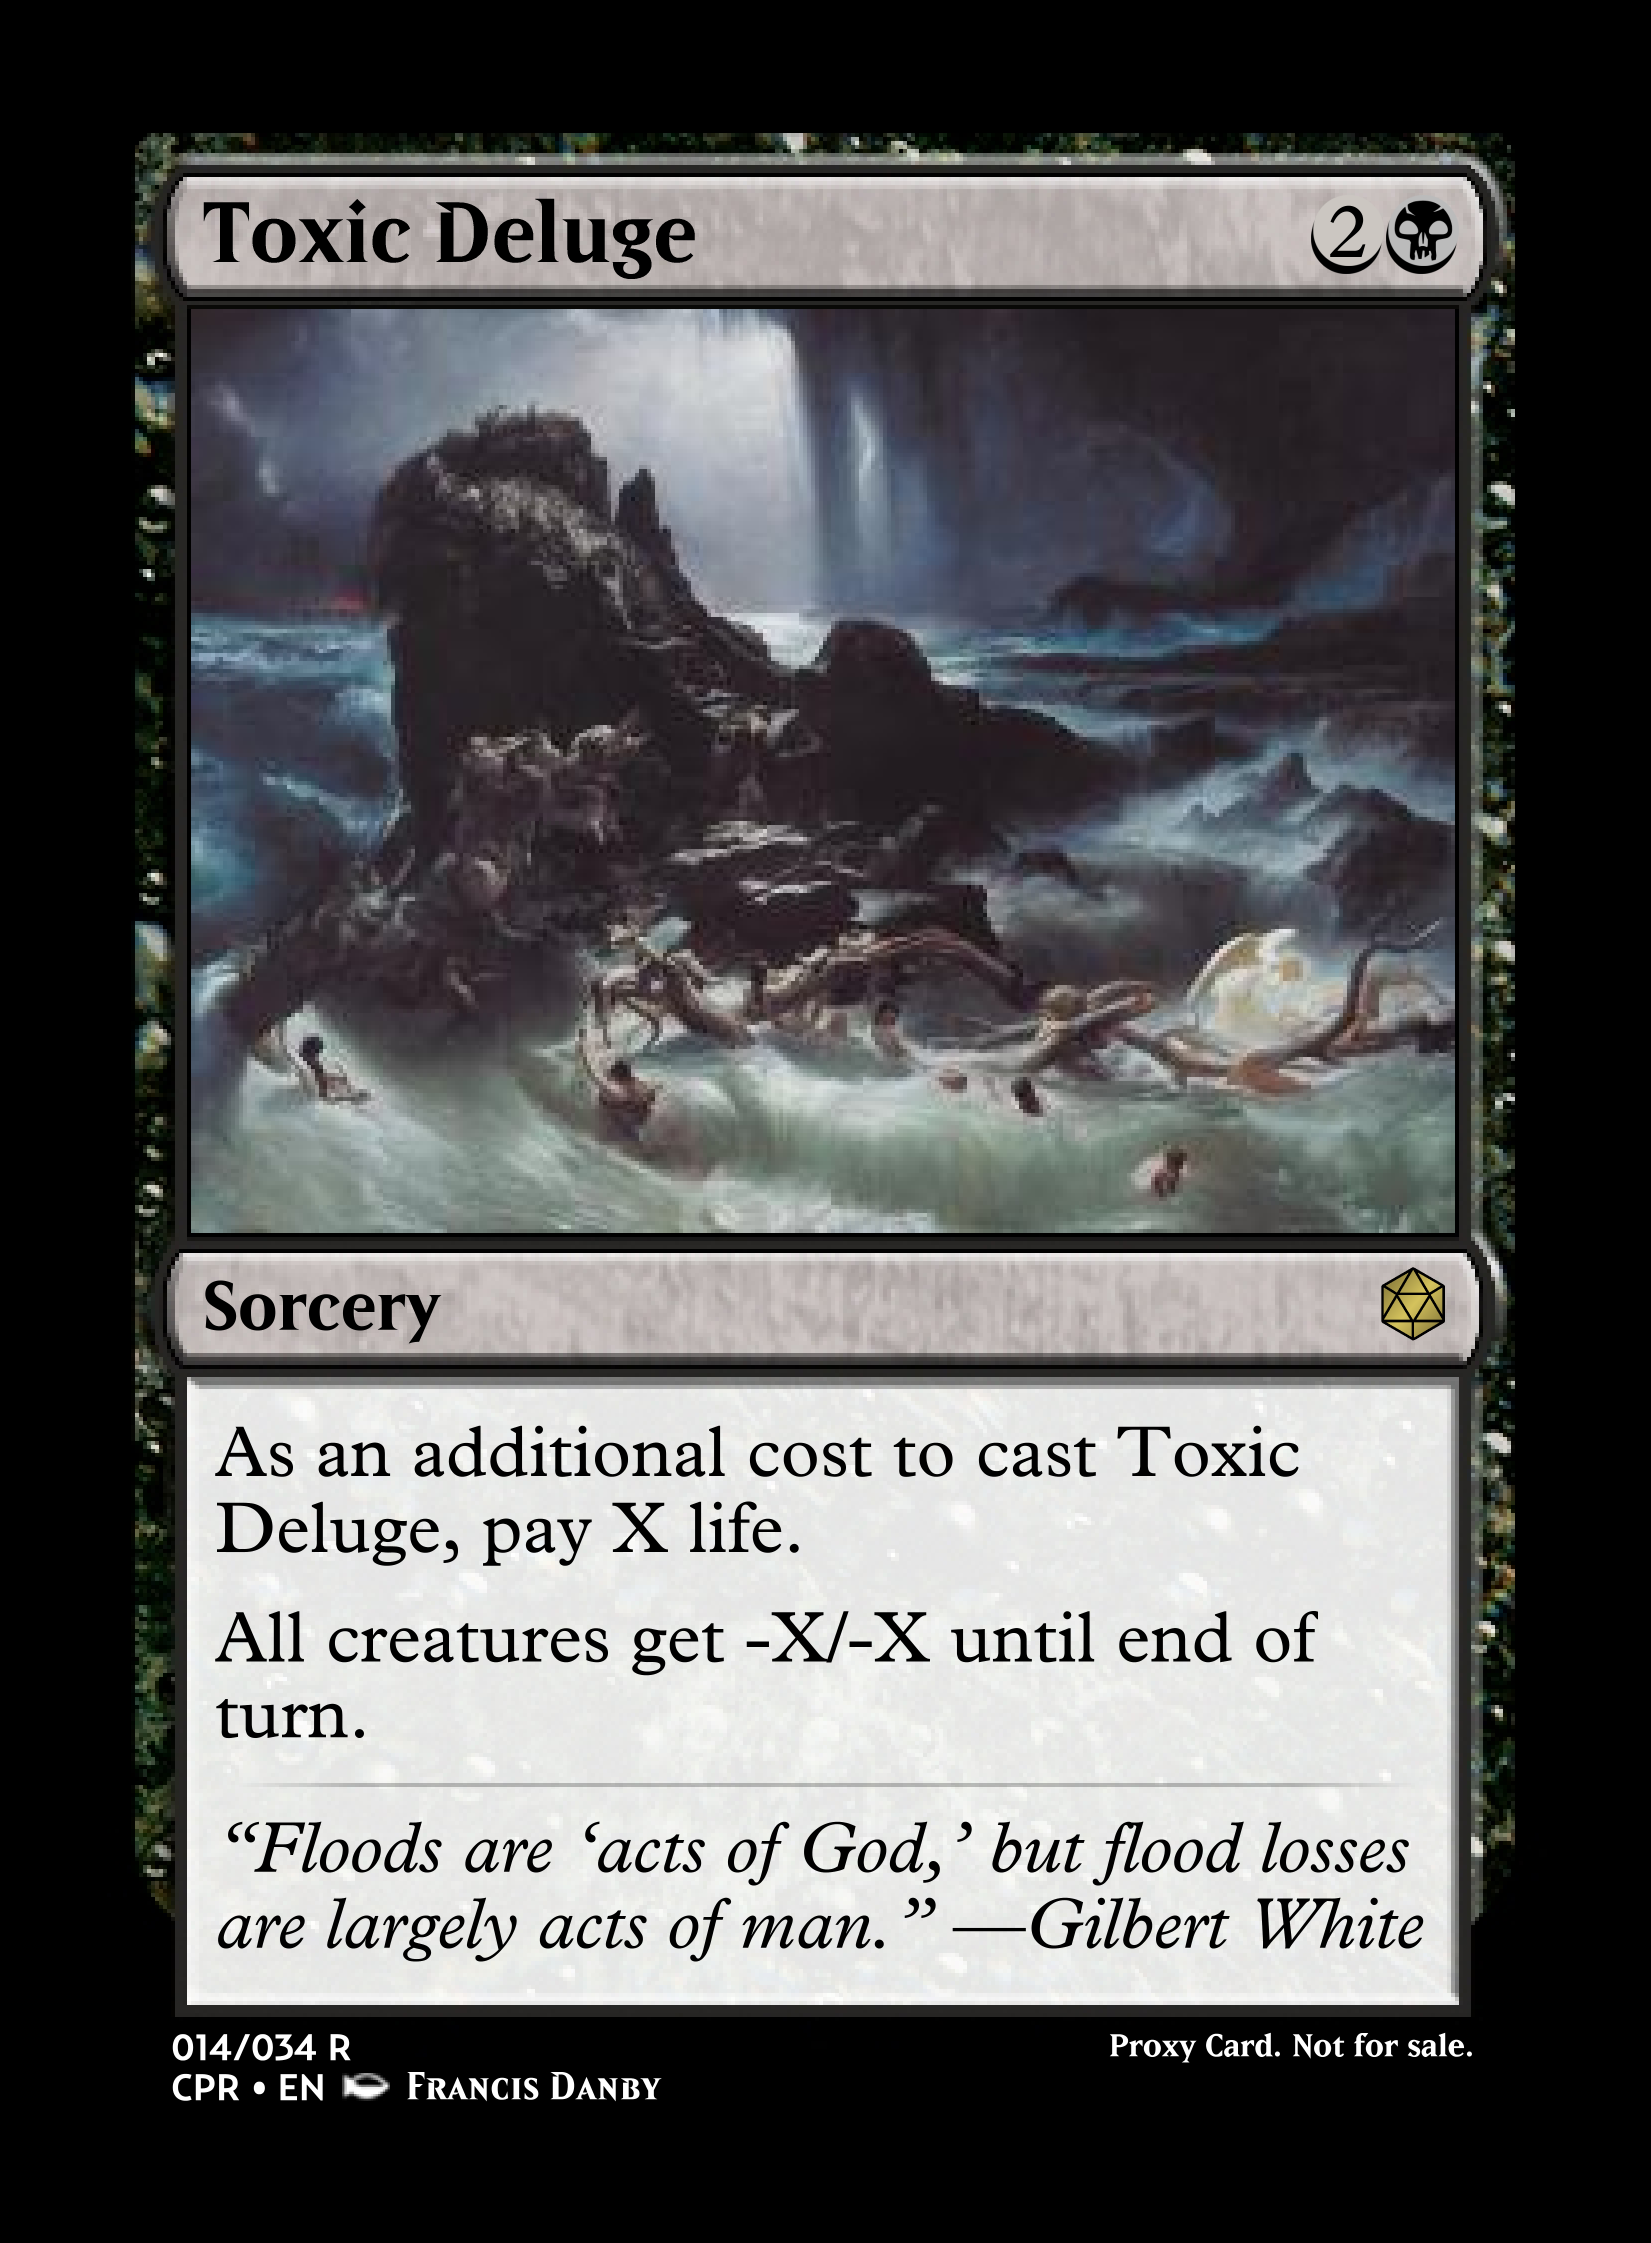 Toxic Deluge 2
Sorcery
As an additional cost to cast Toxic
Deluge, pay X life.
All creatures get -X/-X until end of
turn.
“Floods are ‘acts of God,’ but flood losses
are largely acts of man.” —Gilbert White
014/034 R
Proxy Card. Not for sale.
CPR • EN Francis Danby